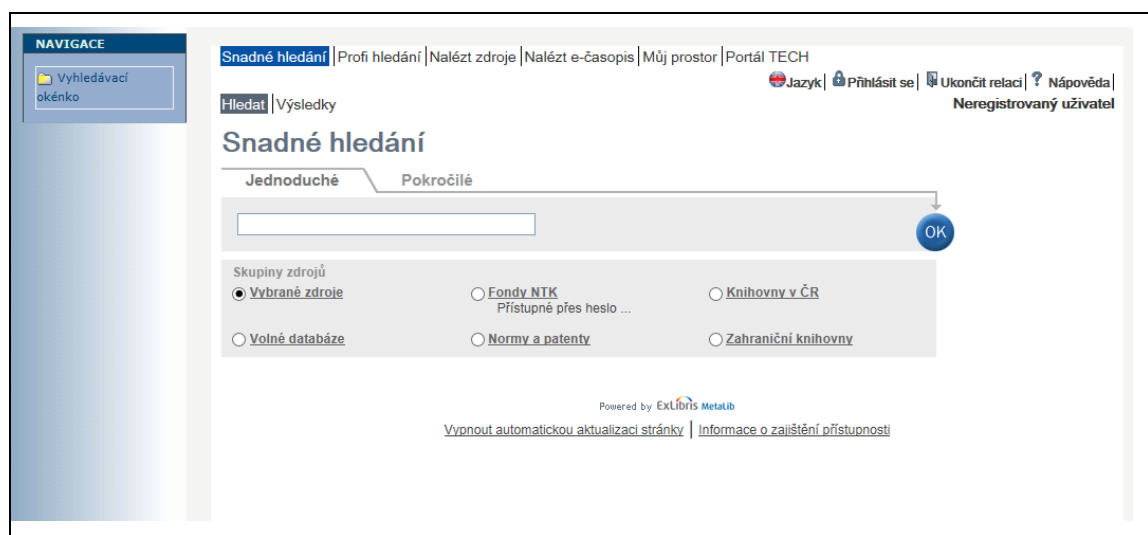 NAVIGACE
Vyhledávací
okénko
Snadné hledání Profi hledání Nalézt zdroje Nalézt e-časopis Můj prostor Portál TECH
Jazyk Přihlásit se Ukončit relaci ? Nápověda
Hledat Výsledky Neregistrovaný uživatel
Snadné hledání
Jednoduché Pokročilé
OK
Skupiny zdrojů
Vybrané zdroje Fondy NTK Knihovny v ČR
Přístupné přes heslo ...
Volné databáze Normy a patenty Zahraniční knihovny
Powered by ExLibris MetaLib
Vypnout automatickou aktualizaci stránky | Informace o zajištění přístupnosti